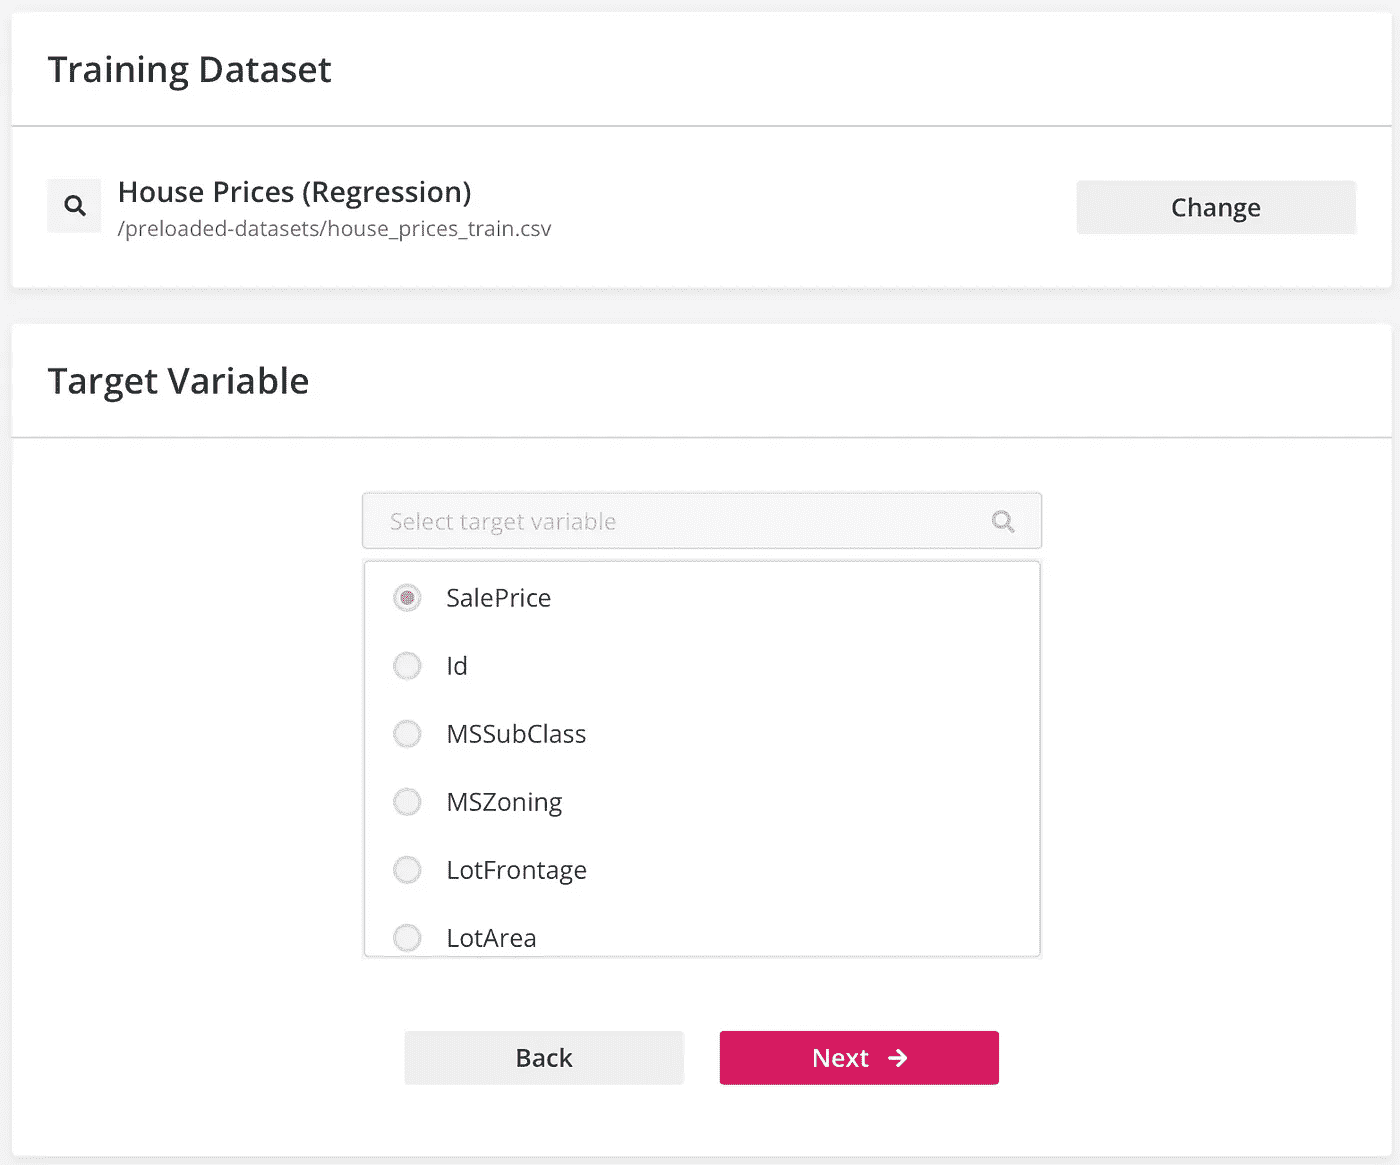 Training Dataset
House Prices (Regression)
/preloaded-datasets/house_prices_train.csv
Change
Target Variable
Select target variable
SalePrice
Id
MSSubClass
MSZoning
LotFrontage
LotArea
Back
Next →